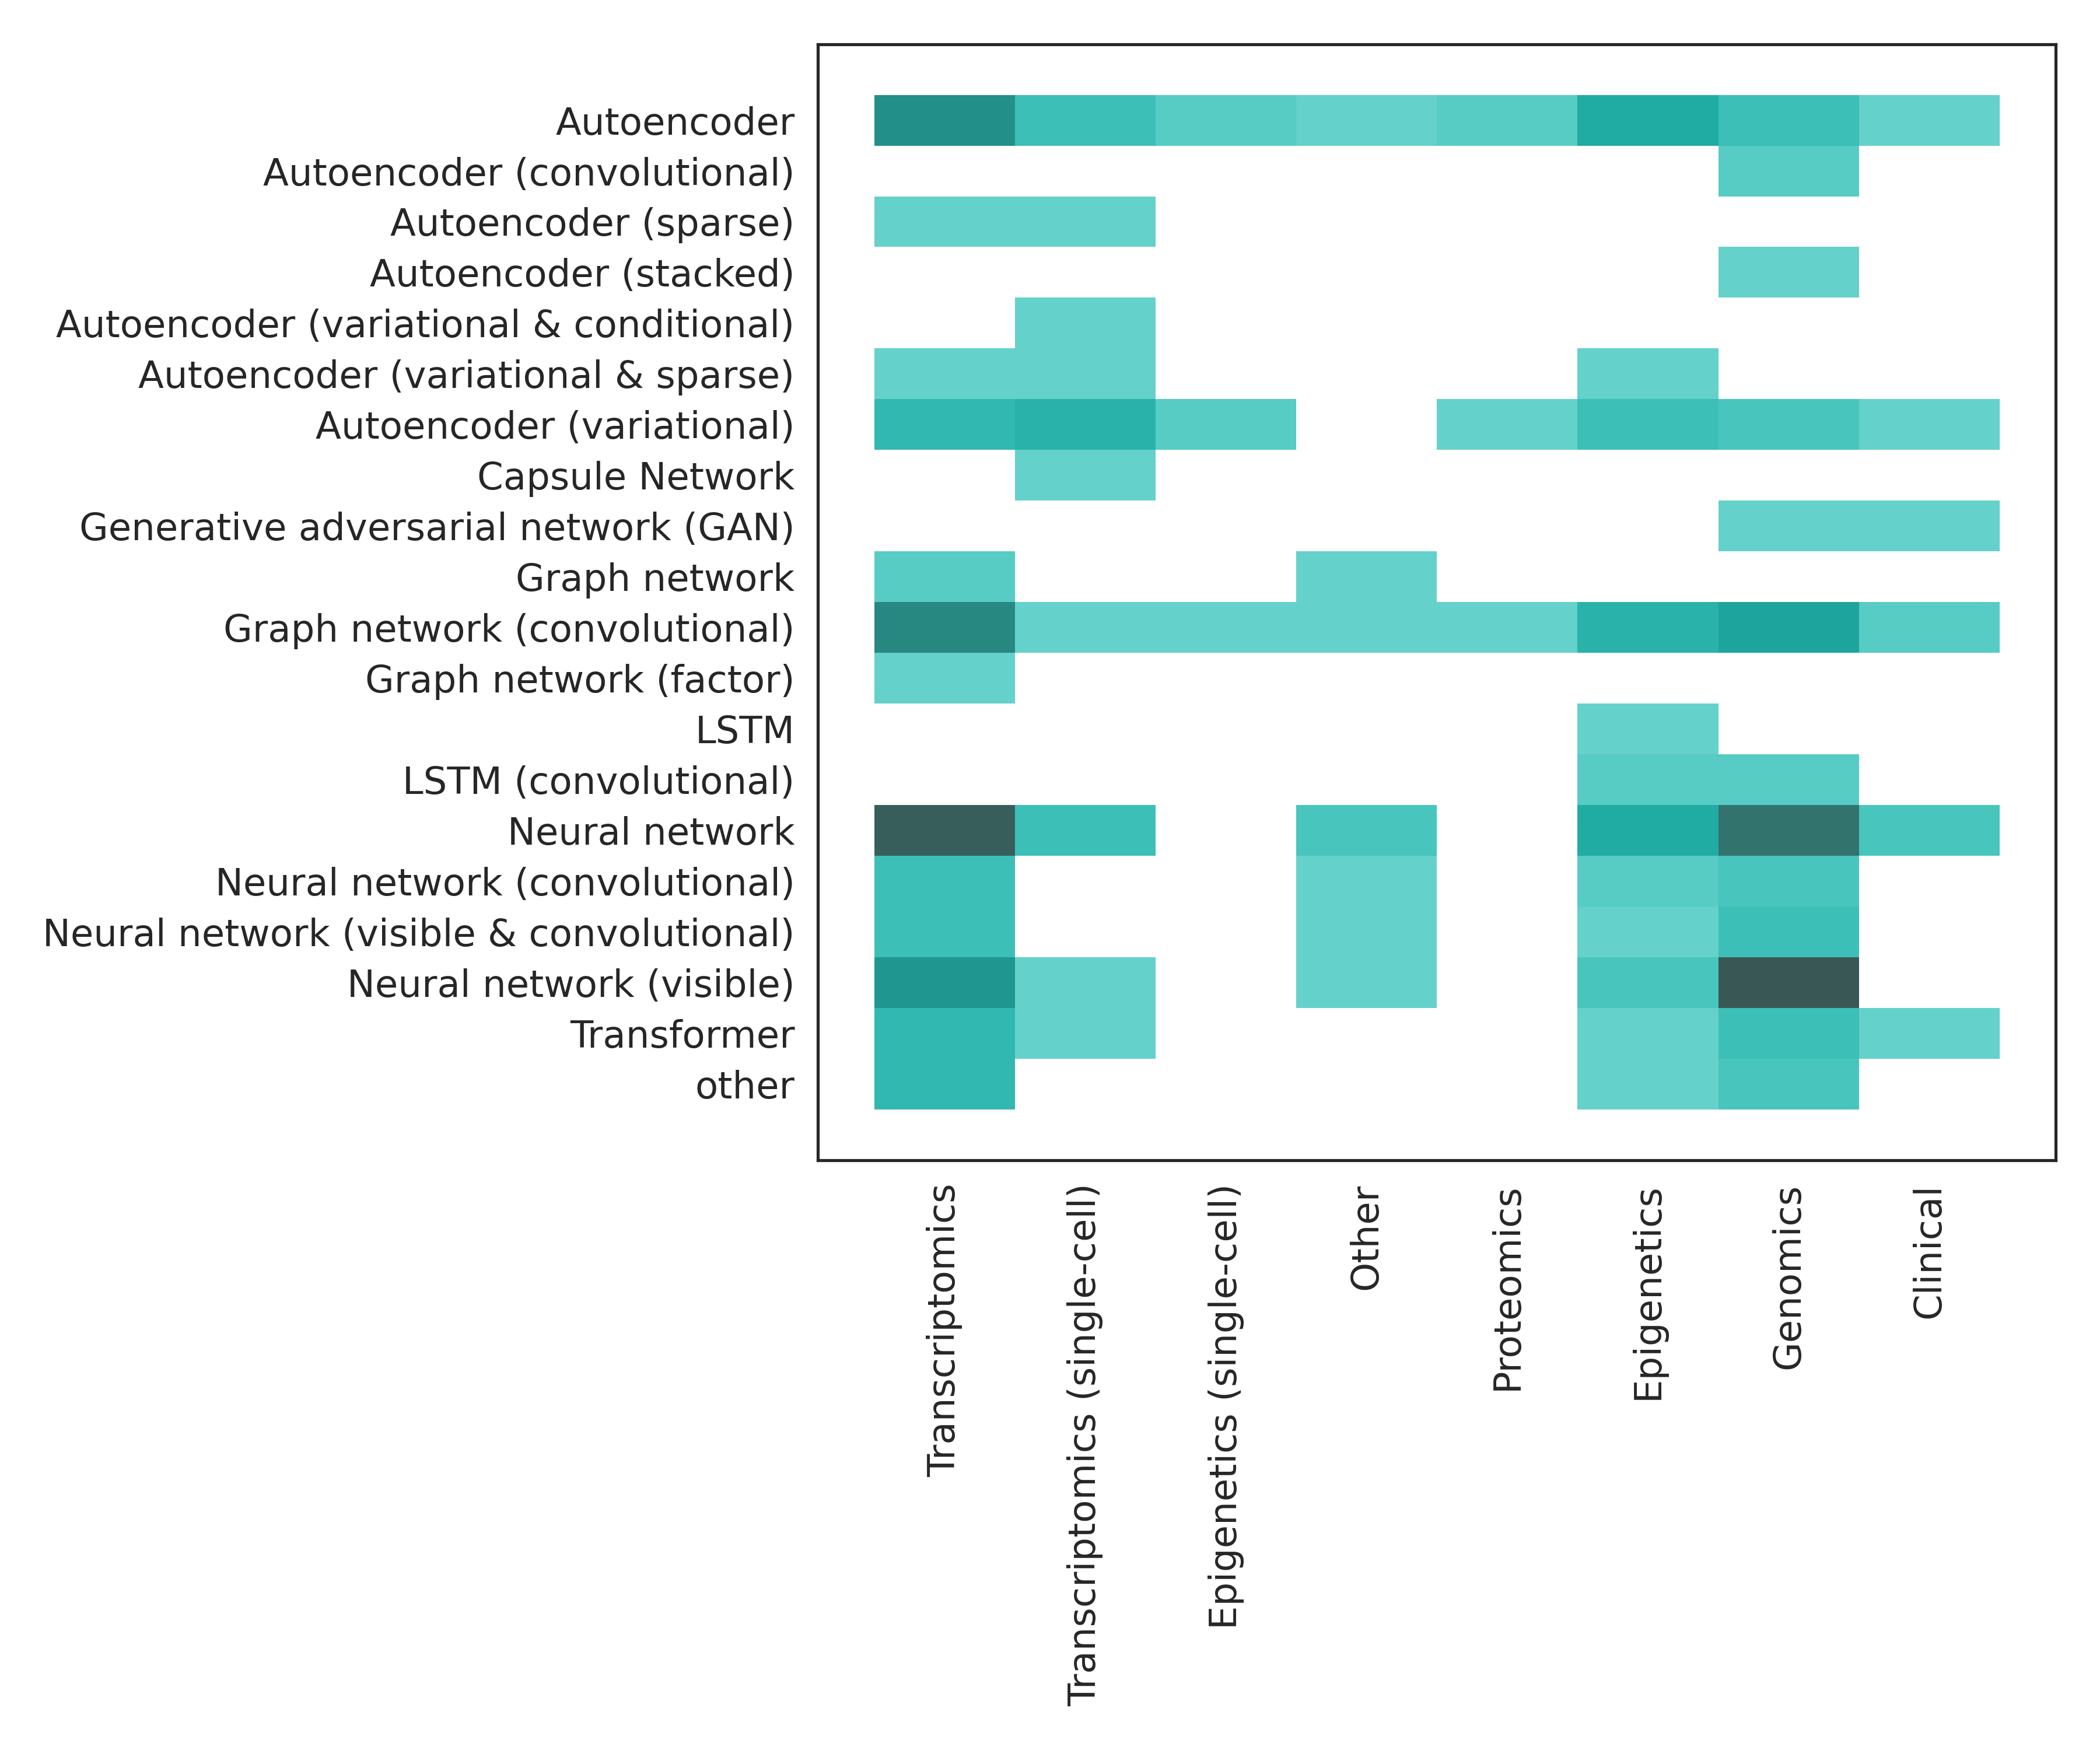 Autoencoder
Autoencoder (convolutional)
Autoencoder (sparse)
Autoencoder (stacked)
Autoencoder (variational & conditional)
Autoencoder (variational & sparse)
Autoencoder (variational)
Capsule Network
Generative adversarial network (GAN)
Graph network
Graph network (convolutional)
Graph network (factor)
LSTM
LSTM (convolutional)
Neural network
Neural network (convolutional)
Neural network (visible & convolutional)
Neural network (visible)
Transformer
other
Transcriptomics
Transcriptomics (single-cell)
Epigenetics (single-cell)
Other
Proteomics
Epigenetics
Genomics
Clinical